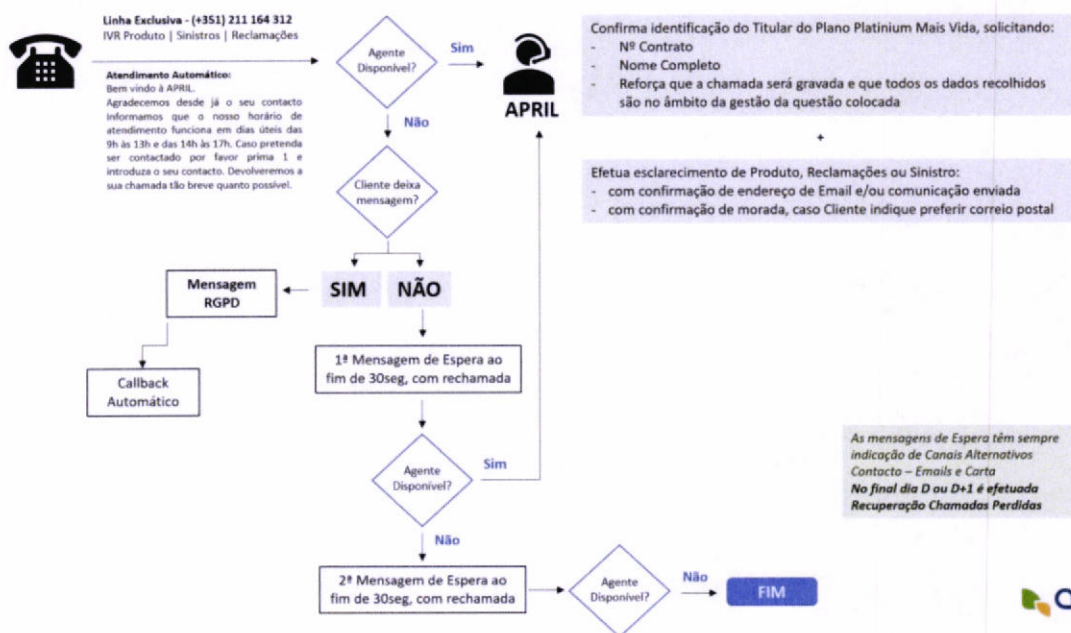 Linha Exclusiva - (+351) 211 164 312
IVR Produto | Sinistros | Reclamações
Atendimento Automático:
Bem vindo à APRIL.
Agradecemos desde já o seu contacto
Informamos que o nosso horário de
atendimento funciona em dias úteis das
9h às 13h e das 14h às 17h. Caso pretenda
ser contactado por favor prima 1 e
introduza o seu contacto. Devolveremos a
sua chamada tão breve quanto possível.
Agente
Disponível?
Sim
APRIL
Confirma identificação do Titular do Plano Platinium Mais Vida, solicitando:
- Nº Contrato
- Nome Completo
- Reforça que a chamada será gravada e que todos os dados recolhidos
são no âmbito da gestão da questão colocada
+
Efetua esclarecimento de Produto, Reclamações ou Sinistro:
- com confirmação de endereço de Email e/ou comunicação enviada
- com confirmação de morada, caso Cliente indique preferir correio postal
Não
Cliente deixa
mensagem?
SIM
NÃO
Mensagem
RGPD
Callback
Automático
1ª Mensagem de Espera ao
fim de 30seg, com rechamada
Agente
Disponível?
Sim
Não
2ª Mensagem de Espera ao
fim de 30seg, com rechamada
Agente
Disponível?
Não
FIM
As mensagens de Espera têm sempre
indicação de Canais Alternativos
Contacto – Emails e Carta
No final dia D ou D+1 é efetuada
Recuperação Chamadas Perdidas